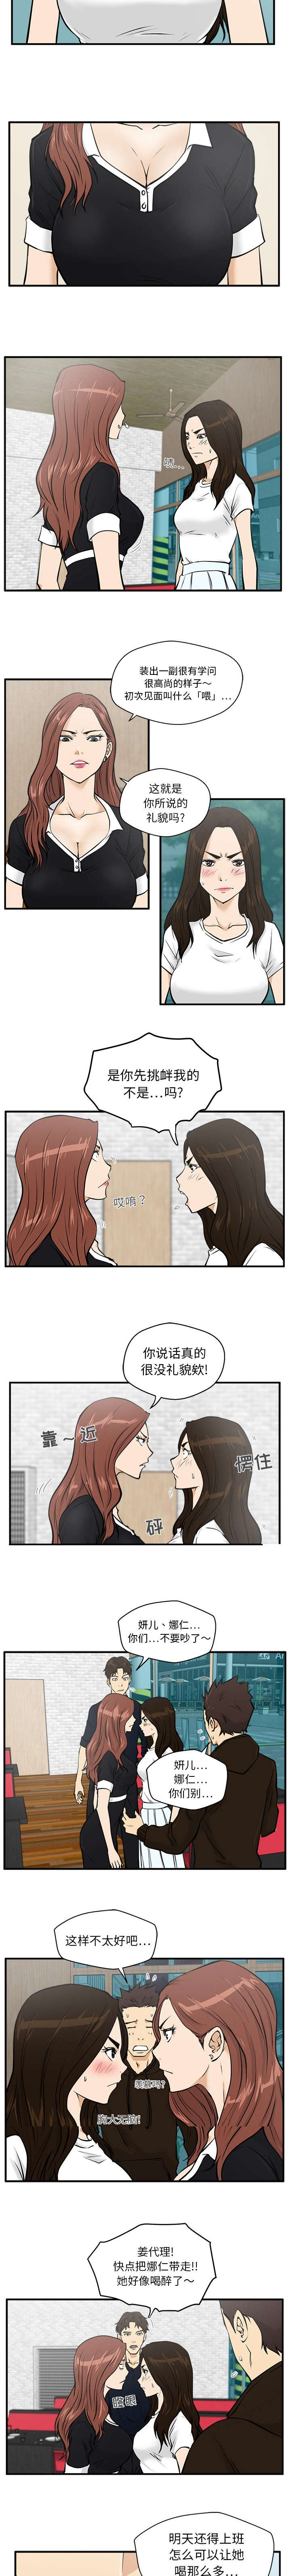 噗...
装出一副很有学问
很高尚的样子～
初次见面叫什么「喂」...
这就是
你所说的
礼貌吗?
是你先挑衅我的
不是...吗?
哎唷？
你说话真的
很没礼貌欸!
靠～近
愣住
砰
妍儿、娜仁...
你们...不要吵了～
妍儿...
娜仁...
你们别...
这样不太好吧...
姜代理!
快点把娜仁带走!!
她好像喝醉了～
瞪眼
明天还得上班
怎么可以让她
喝那么多...